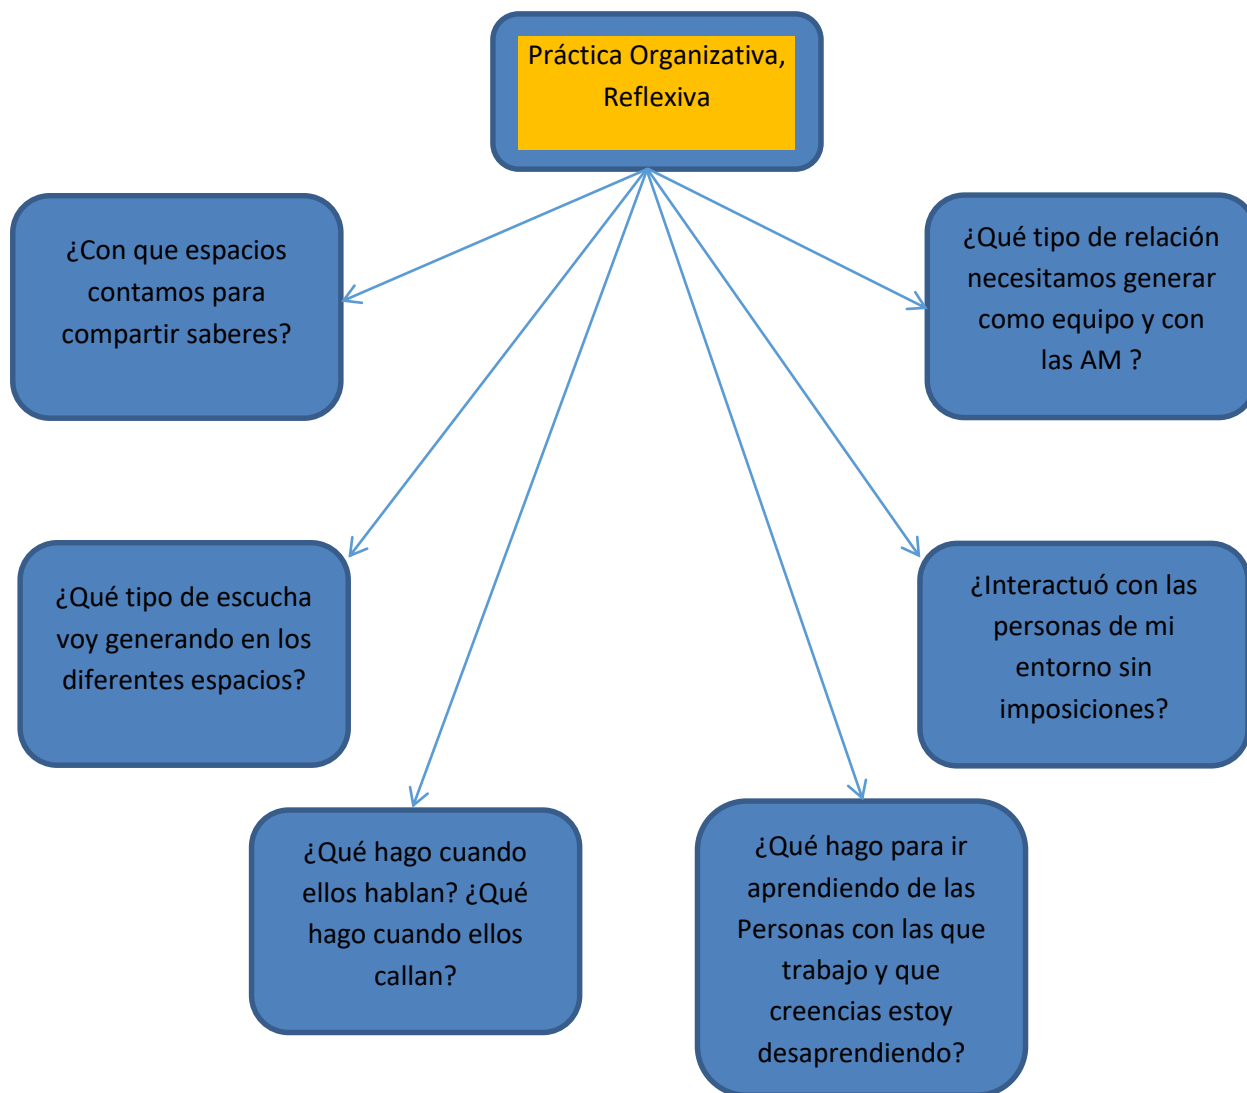 Práctica Organizativa,
Reflexiva
¿Con que espacios
contamos para
compartir saberes?
¿Qué tipo de relación
necesitamos generar
como equipo y con
las AM ?
¿Qué tipo de escucha
voy generando en los
diferentes espacios?
¿Interactuó con las
personas de mi
entorno sin
imposiciones?
¿Qué hago cuando
ellos hablan? ¿Qué
hago cuando ellos
callan?
¿Qué hago para ir
aprendiendo de las
Personas con las que
trabajo y que
creencias estoy
desaprendiendo?